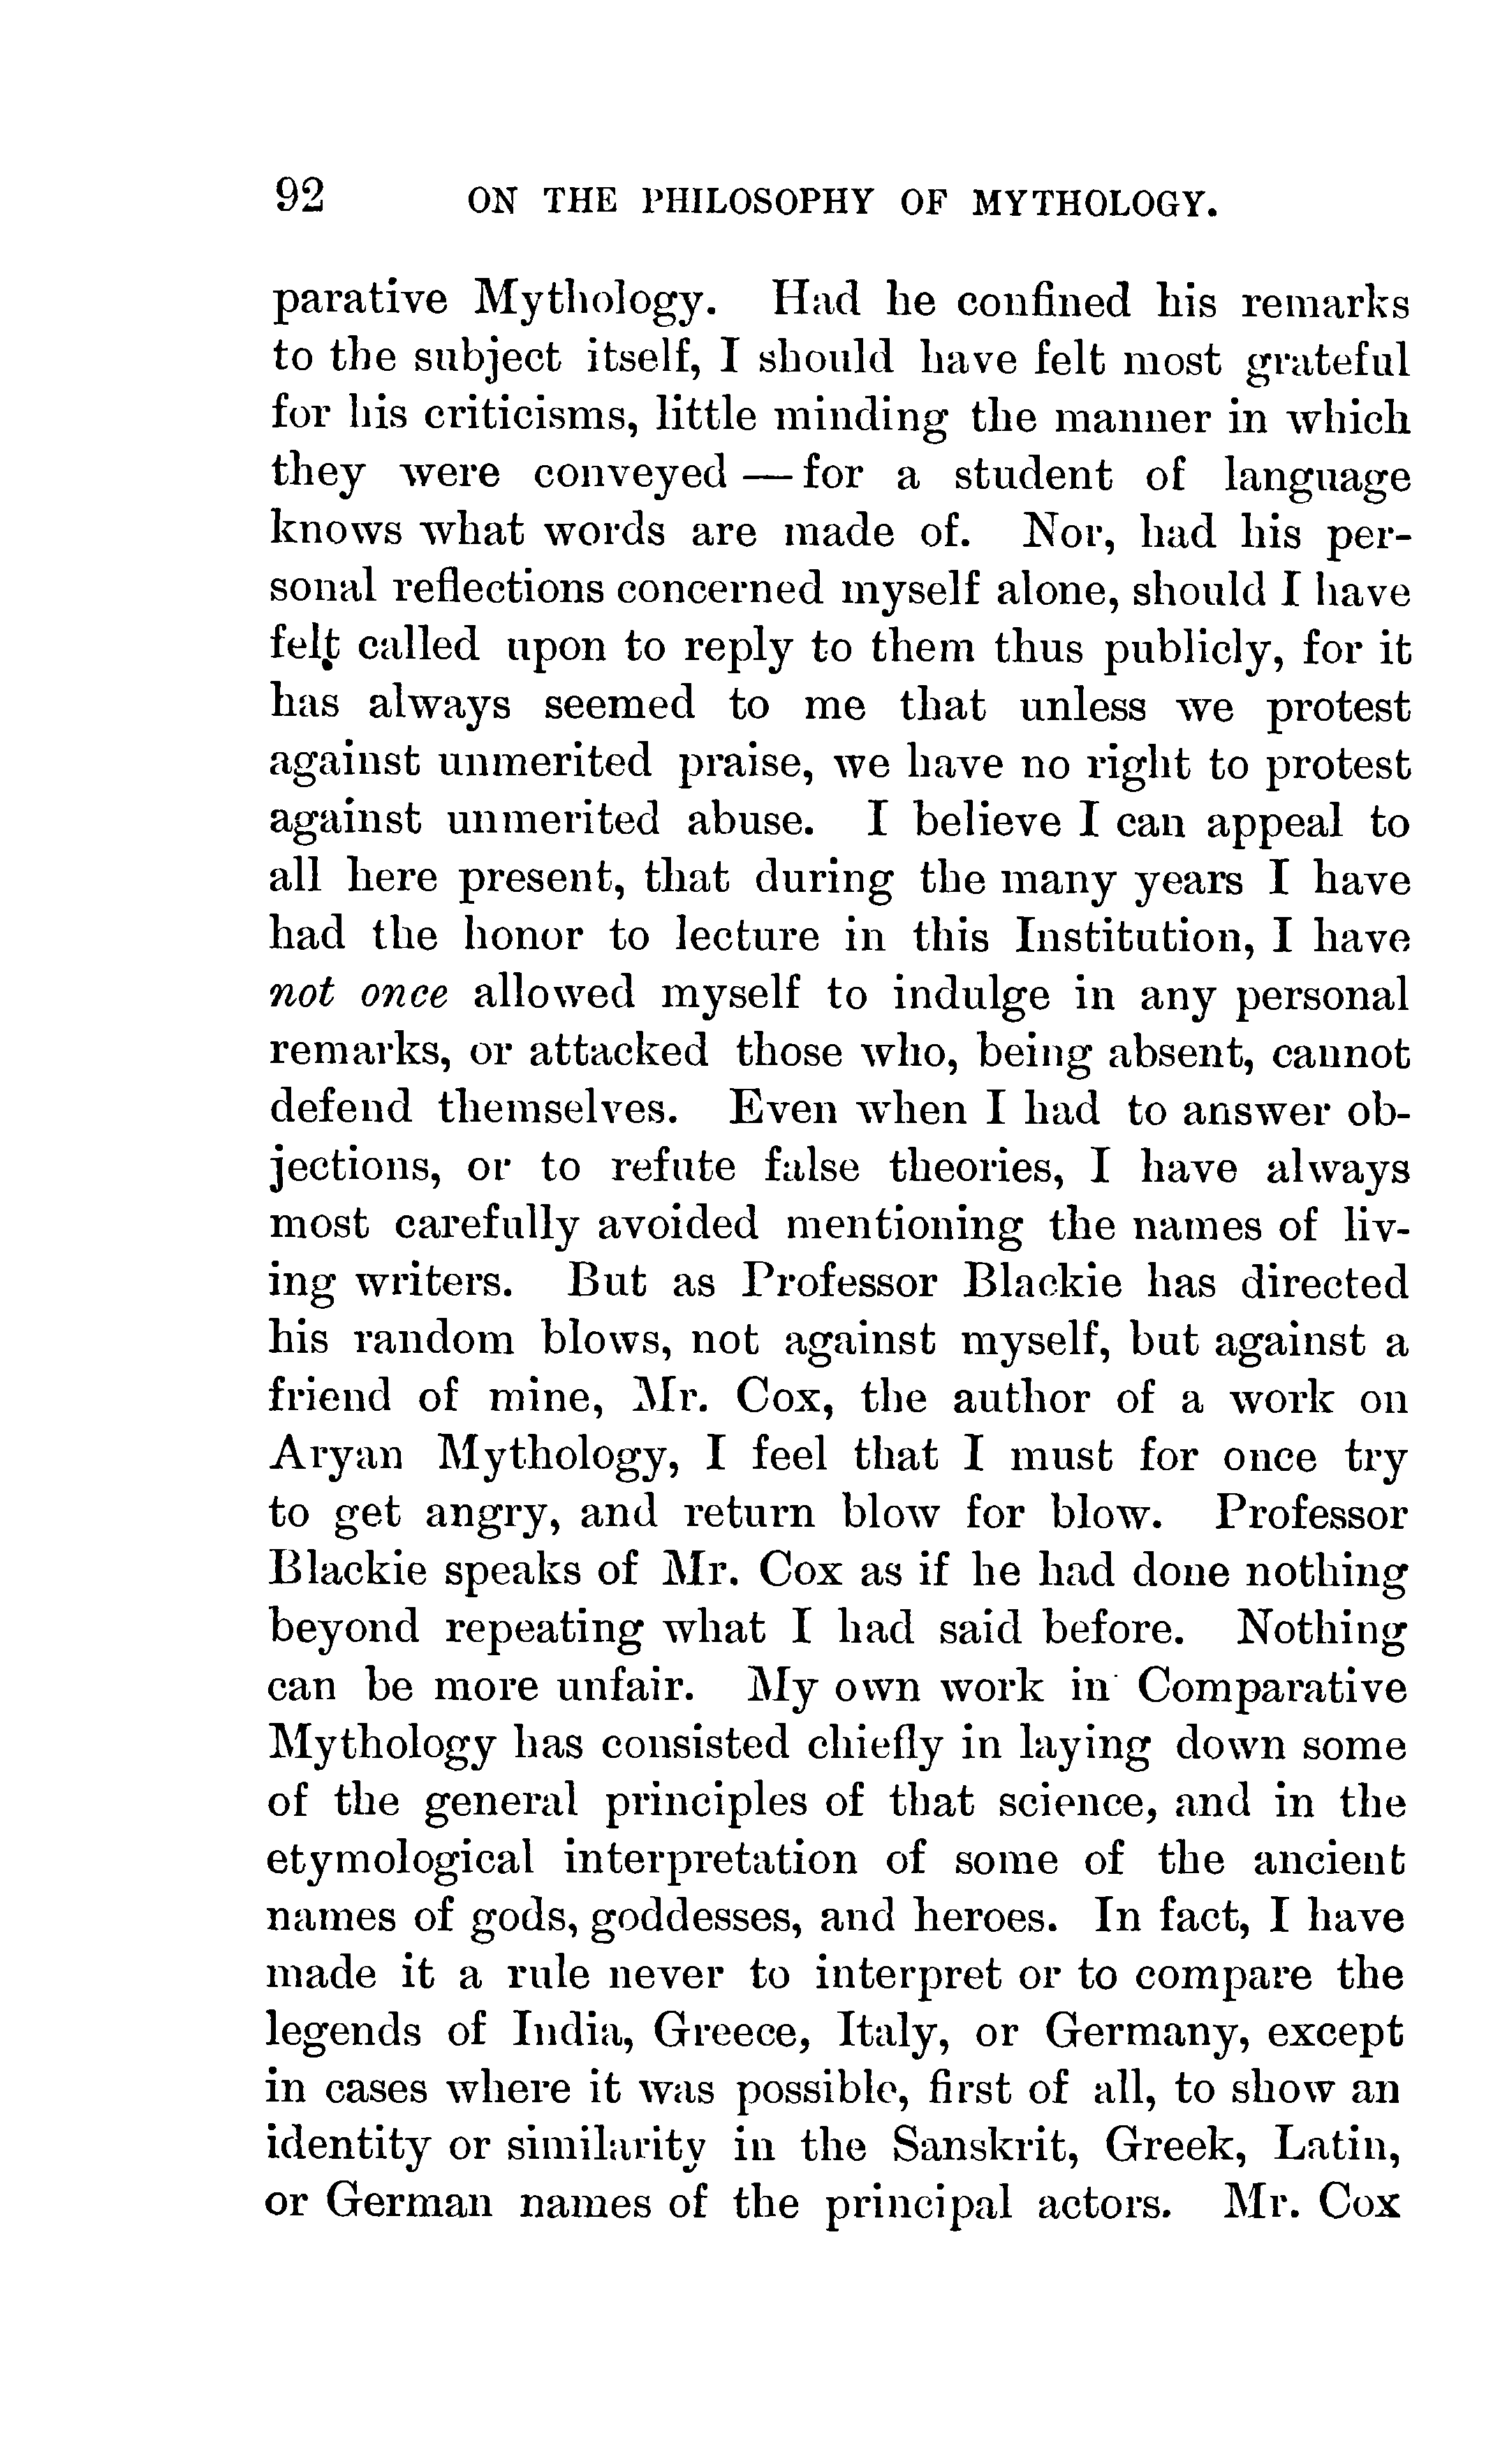 92 ON THE PHILOSOPHY OF MYTHOLOGY.
parative Mythology. Had he confined his remarks
to the subject itself, I should have felt most grateful
for his criticisms, little minding the manner in which
they were conveyed — for a student of language
knows what words are made of. Nor, had his per-
sonal reflections concerned myself alone, should I have
felt called upon to reply to them thus publicly, for it
has always seemed to me that unless we protest
against unmerited praise, we have no right to protest
against unmerited abuse. I believe I can appeal to
all here present, that during the many years I have
had the honor to lecture in this Institution, I have
not once allowed myself to indulge in any personal
remarks, or attacked those who, being absent, cannot
defend themselves. Even when I had to answer ob-
jections, or to refute false theories, I have always
most carefully avoided mentioning the names of liv-
ing writers. But as Professor Blackie has directed
his random blows, not against myself, but against a
friend of mine, Mr. Cox, the author of a work on
Aryan Mythology, I feel that I must for once try
to get angry, and return blow for blow. Professor
Blackie speaks of Mr. Cox as if he had done nothing
beyond repeating what I had said before. Nothing
can be more unfair. My own work in Comparative
Mythology has consisted chiefly in laying down some
of the general principles of that science, and in the
etymological interpretation of some of the ancient
names of gods, goddesses, and heroes. In fact, I have
made it a rule never to interpret or to compare the
legends of India, Greece, Italy, or Germany, except
in cases where it was possible, first of all, to show an
identity or similarity in the Sanskrit, Greek, Latin,
or German names of the principal actors. Mr. Cox